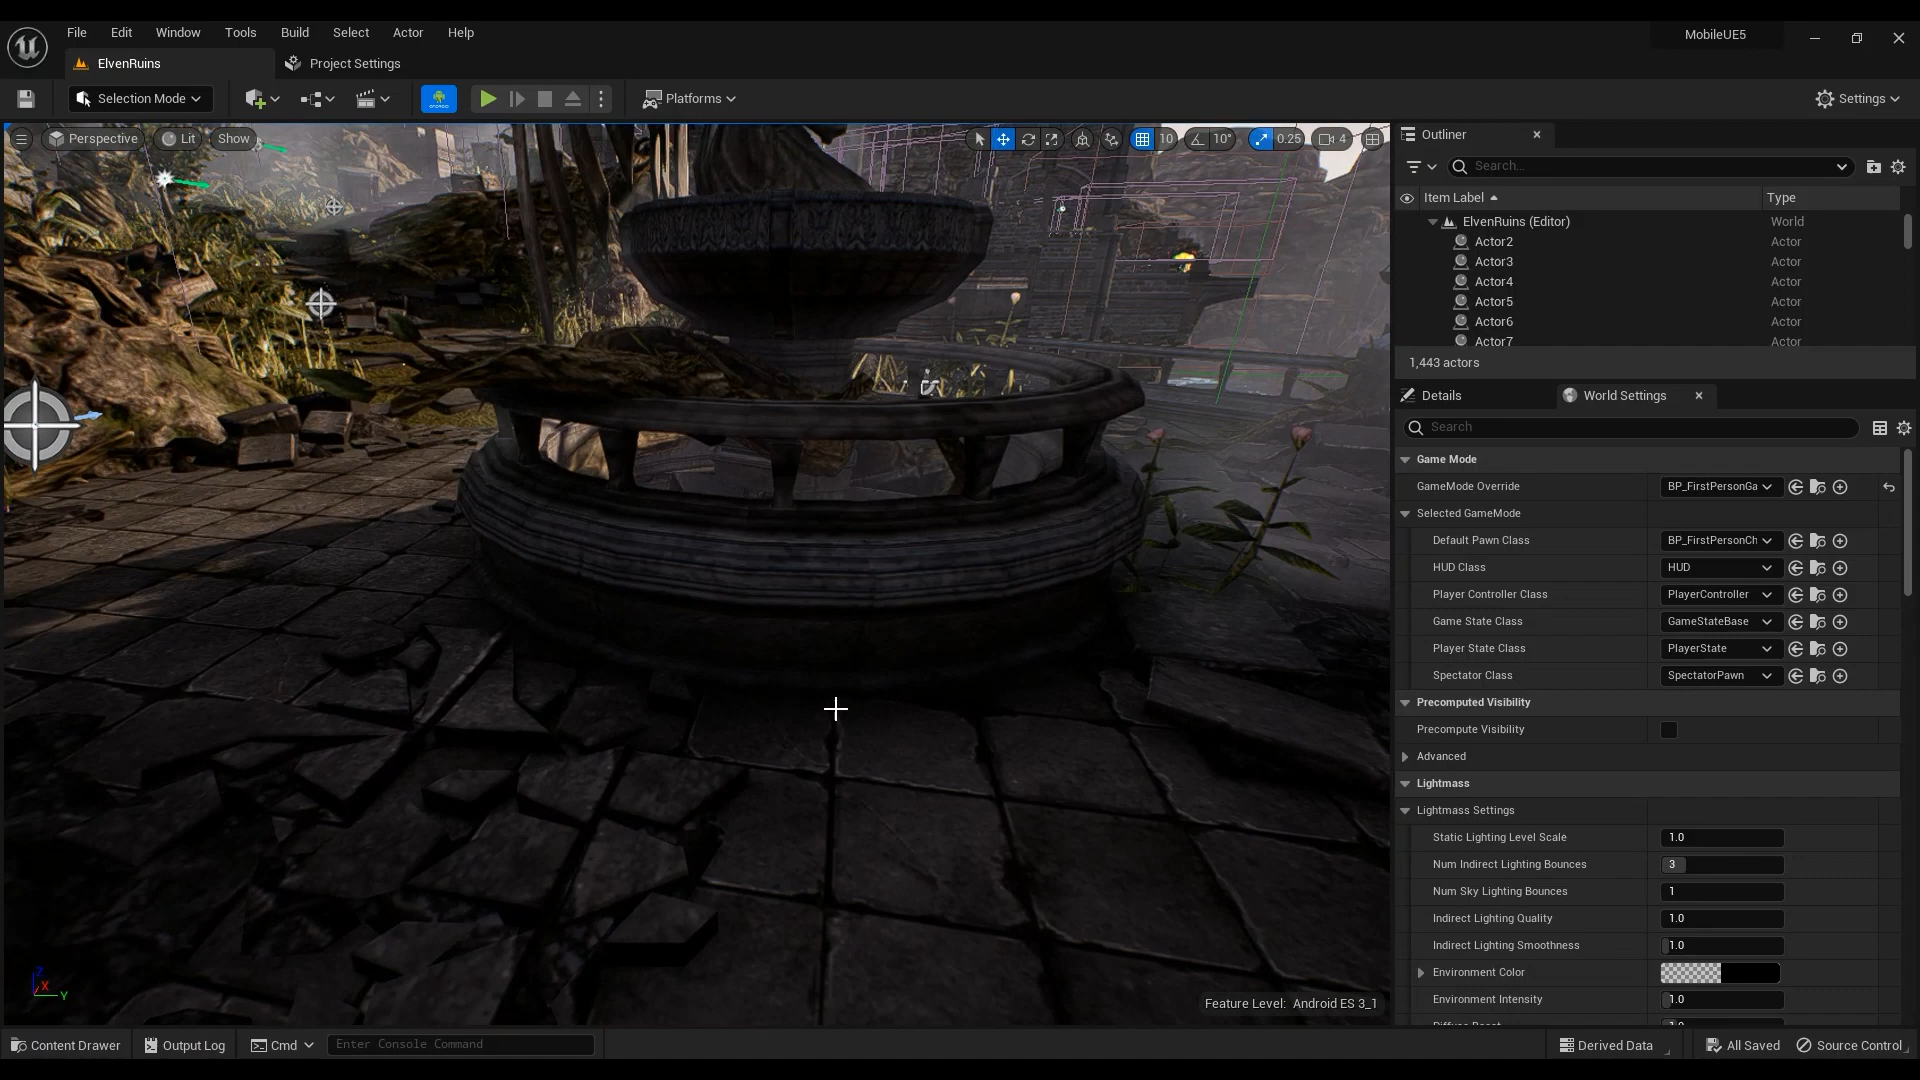 File Edit Window Tools Build Select Actor Help
MobileUE5
ElvenRuins
Project Settings
Selection Mode
Platforms
Settings
Perspective Lit Show
10 10° 0.25 4
Outliner
Search...
Item Label Type
ElvenRuins (Editor) World
Actor2 Actor
Actor3 Actor
Actor4 Actor
Actor5 Actor
Actor6 Actor
Actor7 Actor
1,443 actors
Details World Settings
Search
Game Mode
GameMode Override BP_FirstPersonGa
Selected GameMode
Default Pawn Class BP_FirstPersonCh
HUD Class HUD
Player Controller Class PlayerController
Game State Class GameStateBase
Player State Class PlayerState
Spectator Class SpectatorPawn
Precomputed Visibility
Precompute Visibility
Advanced
Lightmass
Lightmass Settings
Static Lighting Level Scale 1.0
Num Indirect Lighting Bounces 3
Num Sky Lighting Bounces 1
Indirect Lighting Quality 1.0
Indirect Lighting Smoothness 1.0
Environment Color
Environment Intensity 1.0
Z X Y
Feature Level: Android ES 3_1
Content Drawer Output Log Cmd Enter Console Command
Derived Data All Saved Source Control